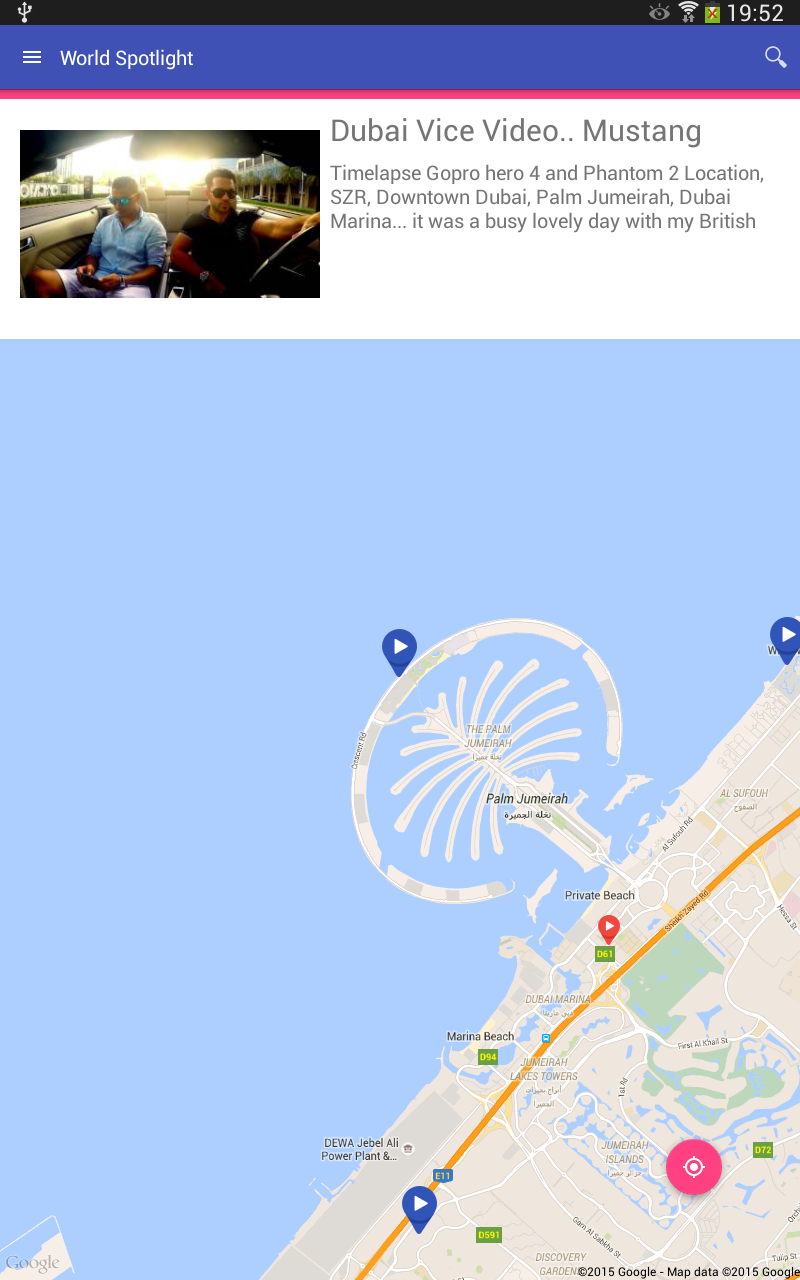 19:52
World Spotlight
Dubai Vice Video.. Mustang
Timelapse Gopro hero 4 and Phantom 2 Location,
SZR, Downtown Dubai, Palm Jumeirah, Dubai
Marina... it was a busy lovely day with my British
Crescent Rd
THE PALM
JUMEIRAH
نخلة جميرا
Palm Jumeirah
نخلة الجميرة
AL SUFOUH
الصفوح
Al Sufouh Rd
Private Beach
Sheikh Zayed Rd
Hessa St
D61
DUBAI MARINA
دبي مارينا
Marina Beach
D94
JUMEIRAH
LAKES TOWERS
أبراج بحيرات
الجميرا
First Al Khail St
1st Rd
DEWA Jebel Ali
Power Plant &...
JUMEIRAH
ISLANDS
جزر جميرا
D72
E11
D591
Garn Al Sabkha St
DISCOVERY
GARDENS
Google
©2015 Google - Map data ©2015 Google